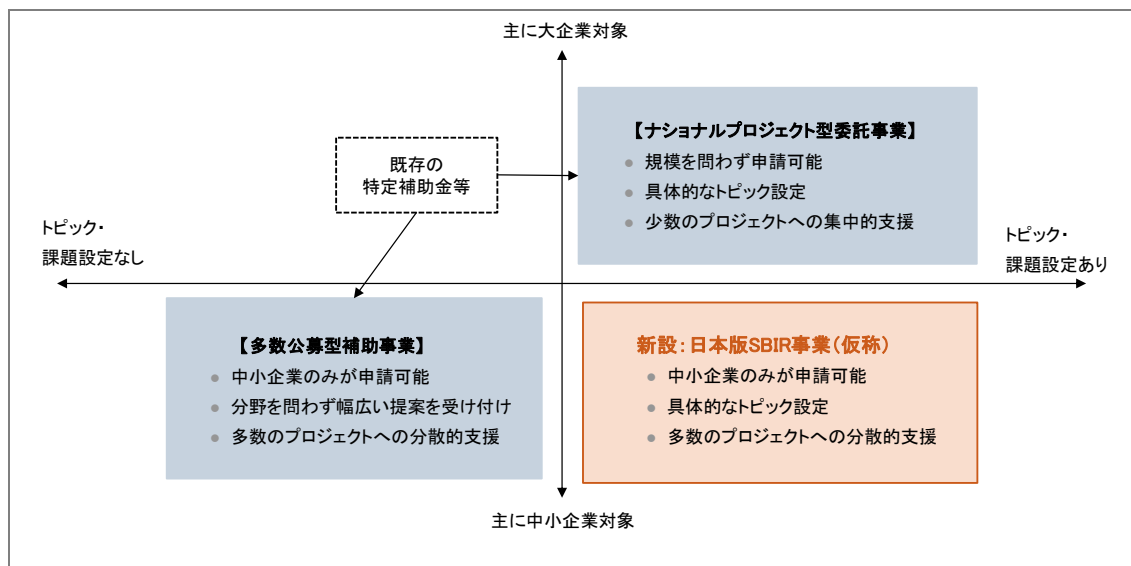 主に大企業対象
【ナショナルプロジェクト型委託事業】
● 規模を問わず申請可能
● 具体的なトピック設定
● 少数のプロジェクトへの集中的支援
既存の
特定補助金等
トピック・
課題設定なし
トピック・
課題設定あり
【多数公募型補助事業】
● 中小企業のみが申請可能
● 分野を問わず幅広い提案を受け付け
● 多数のプロジェクトへの分散的支援
新設：日本版SBIR事業（仮称）
● 中小企業のみが申請可能
● 具体的なトピック設定
● 多数のプロジェクトへの分散的支援
主に中小企業対象